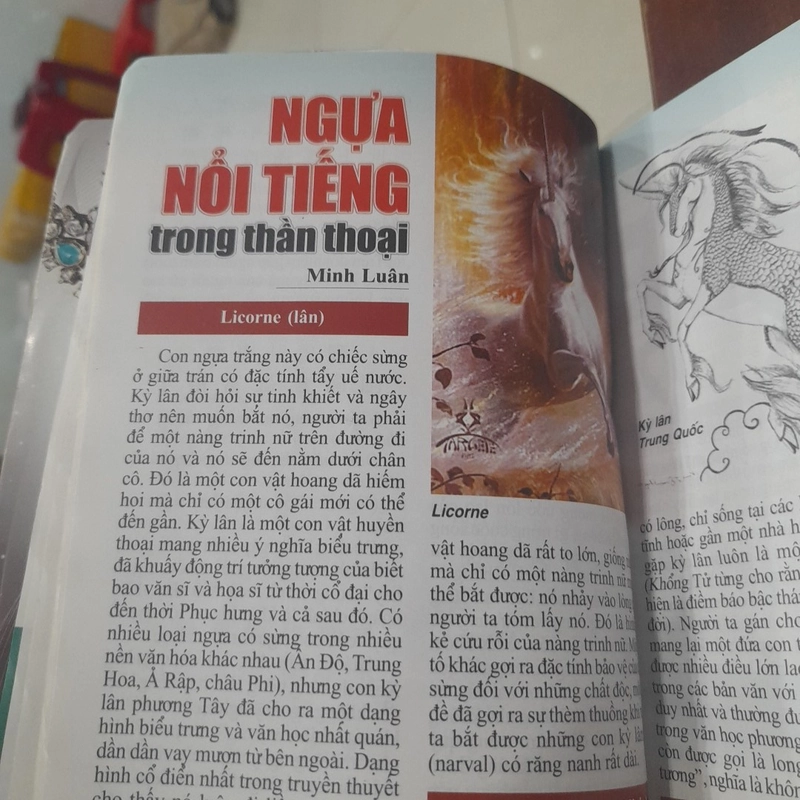 NGỰA
NỔI TIẾNG
trong thần thoại
Minh Luân
Licorne (lân)
Con ngựa trắng này có chiếc sừng
ở giữa trán có đặc tính tẩy uế nước.
Kỳ lân đòi hỏi sự tinh khiết và ngây
thơ nên muốn bắt nó, người ta phải
để một nàng trinh nữ trên đường đi
của nó và nó sẽ đến nằm dưới chân
cô. Đó là một con vật hoang dã hiếm
hoi mà chỉ có một cô gái mới có thể
đến gần. Kỳ lân là một con vật huyền
thoại mang nhiều ý nghĩa biểu trưng,
đã khuấy động trí tưởng tượng của biết
bao văn sĩ và họa sĩ từ thời cổ đại cho
đến thời Phục hưng và cả sau đó. Có
nhiều loại ngựa có sừng trong nhiều
nền văn hóa khác nhau (Ấn Độ, Trung
Hoa, Ả Rập, châu Phi), nhưng con kỳ
lân phương Tây đã cho ra một dạng
hình biểu trưng và văn học nhất quán,
dần dần vay mượn từ bên ngoài. Dạng
hình cổ điển nhất trong truyền thuyết
Licorne
vật hoang dã rất to lớn, giống
mà chỉ có một nàng trinh nữ
thể bắt được: nó nhảy vào lòng
người ta tóm lấy nó. Đó là
kẻ cứu rỗi của nàng trinh nữ.
tố khác gợi ra đặc tính bảo vệ của
sừng đối với những chất độc,
đề đã gợi ra sự thèm thuồng
ta bắt được những con kỳ
(narval) có răng nanh rất dài.
Kỳ lân
Trung Quốc
có lông, chỉ sống tại các
tĩnh hoặc gần một nhà
gặp kỳ lân luôn là
(Khổng Tử từng cho rằng
hiện là điềm báo bậc
đời). Người ta gán cho
mang lại một đứa con
được nhiều điều lớn
trong các bản văn với
duy nhất và thường
trong văn học phương
còn được gọi là long
tương", nghĩa là